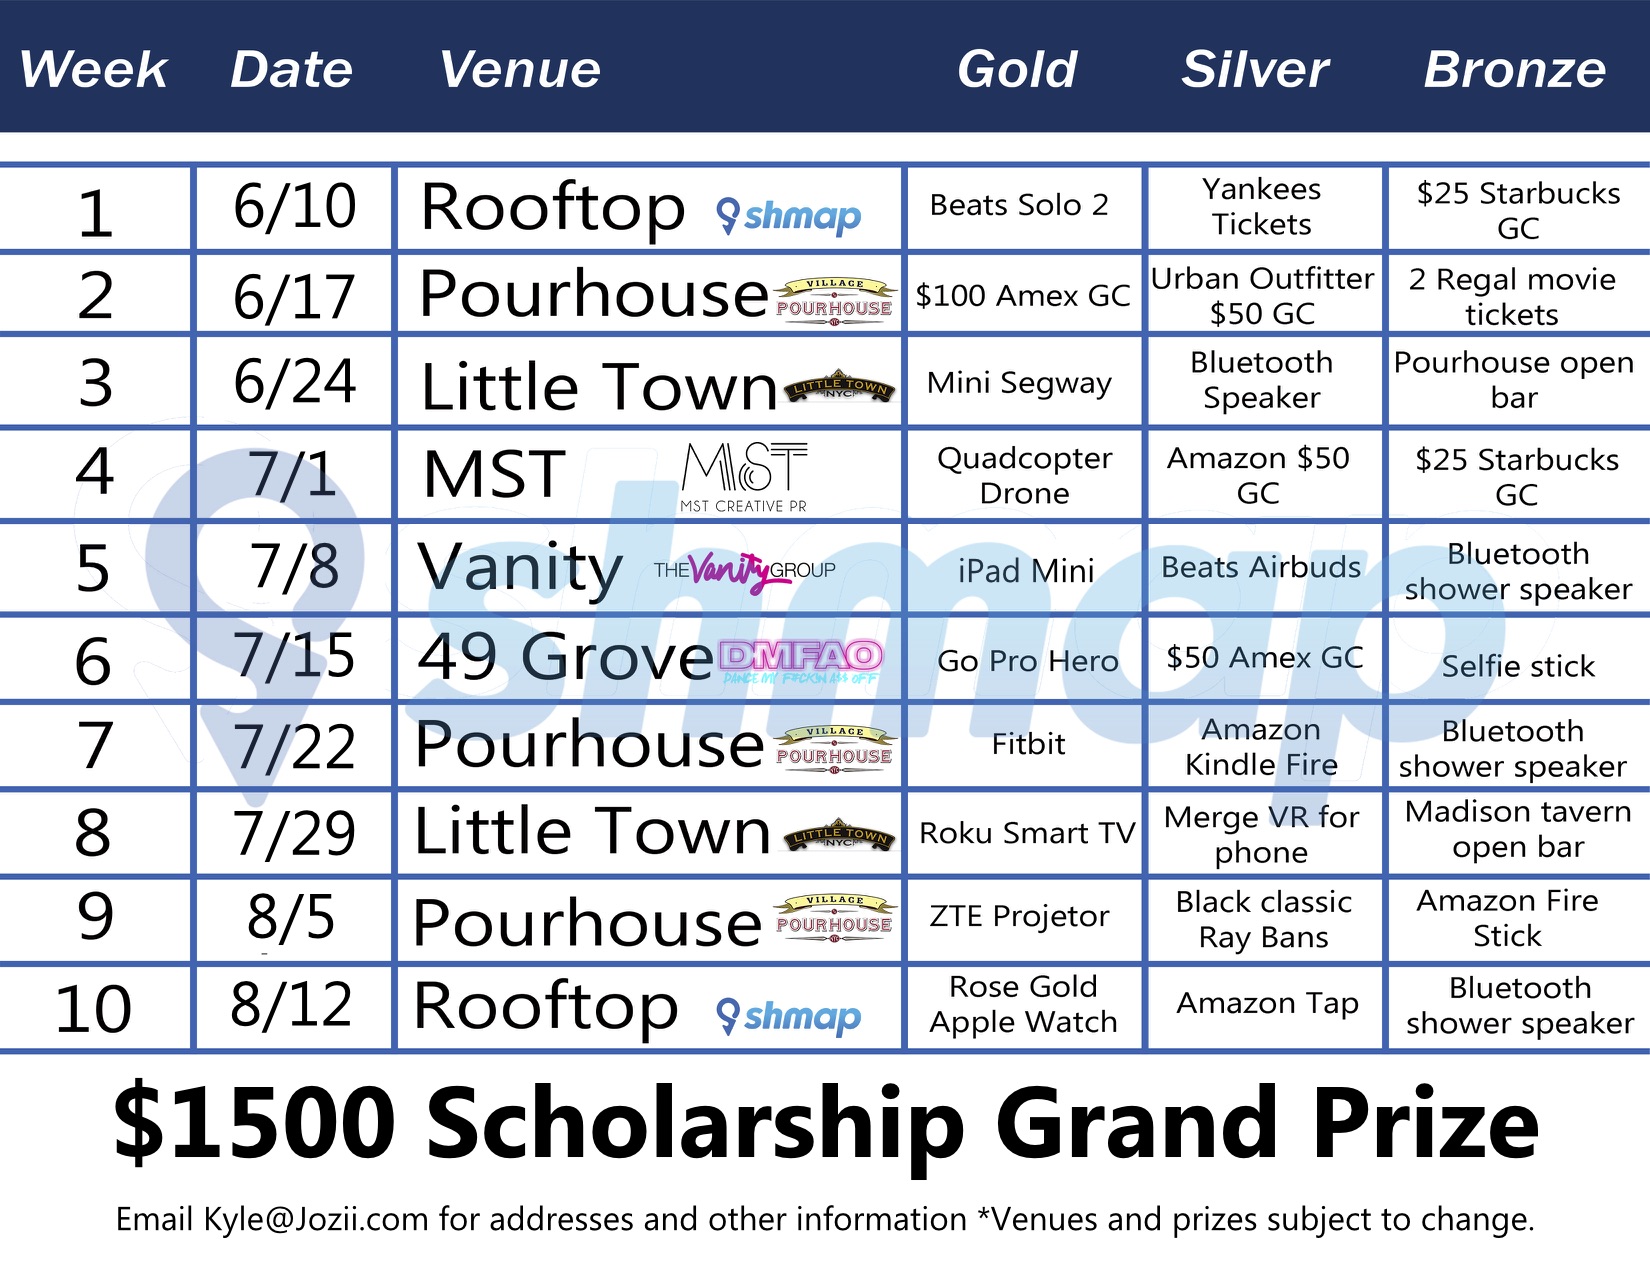 Week Date Venue Gold Silver Bronze
1 6/10 Rooftop shmap Beats Solo 2 Yankees Tickets $25 Starbucks GC
2 6/17 Pourhouse VILLAGE POURHOUSE $100 Amex GC Urban Outfitter $50 GC 2 Regal movie tickets
3 6/24 Little Town LITTLE TOWN NYC Mini Segway Bluetooth Speaker Pourhouse open bar
4 7/1 MST MST MST CREATIVE PR Quadcopter Drone Amazon $50 GC $25 Starbucks GC
5 7/8 Vanity THE Vanity GROUP iPad Mini Beats Airbuds Bluetooth shower speaker
6 7/15 49 Grove DMFAO DANCE MY F#CKIN A$$ OFF Go Pro Hero $50 Amex GC Selfie stick
7 7/22 Pourhouse VILLAGE POURHOUSE Fitbit Amazon Kindle Fire Bluetooth shower speaker
8 7/29 Little Town LITTLE TOWN NYC Roku Smart TV Merge VR for phone Madison tavern open bar
9 8/5 Pourhouse VILLAGE POURHOUSE ZTE Projetor Black classic Ray Bans Amazon Fire Stick
10 8/12 Rooftop shmap Rose Gold Apple Watch Amazon Tap Bluetooth shower speaker
shmap
$1500 Scholarship Grand Prize
Email Kyle@Jozii.com for addresses and other information *Venues and prizes subject to change.